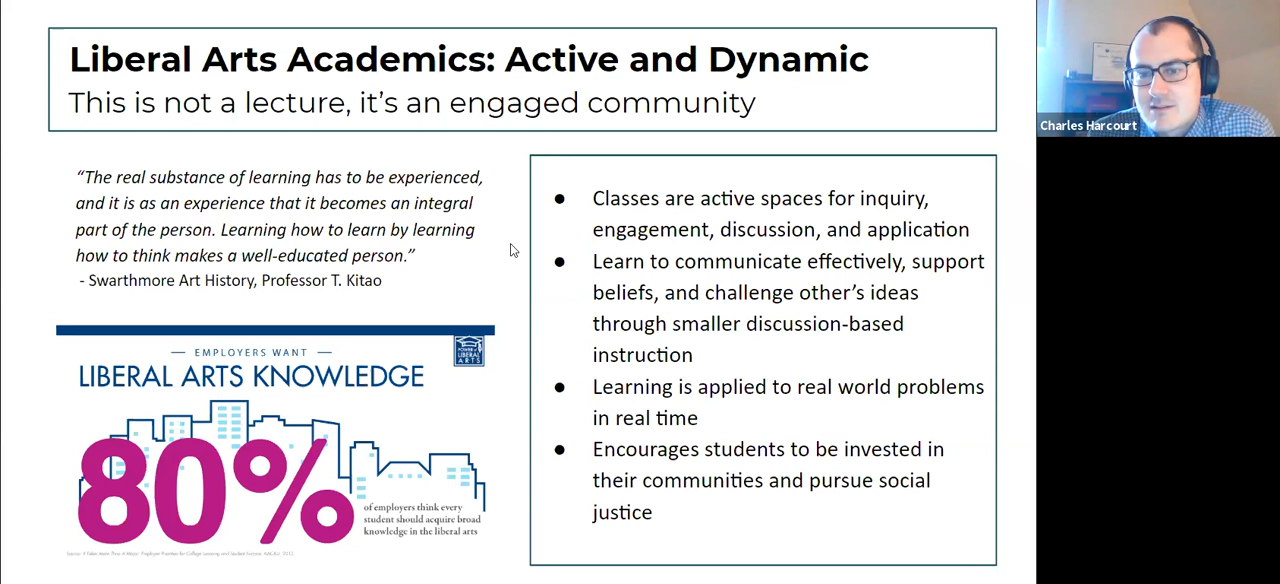 Liberal Arts Academics: Active and Dynamic
This is not a lecture, it's an engaged community
Charles Harcourt
“The real substance of learning has to be experienced,
and it is as an experience that it becomes an integral
part of the person. Learning how to learn by learning
how to think makes a well-educated person.”
- Swarthmore Art History, Professor T. Kitao
— EMPLOYERS WANT —
LIBERAL ARTS KNOWLEDGE
LIBERAL
ARTS
80%
of employers think every
student should acquire broad
knowledge in the liberal arts
● Classes are active spaces for inquiry,
engagement, discussion, and application
● Learn to communicate effectively, support
beliefs, and challenge other's ideas
through smaller discussion-based
instruction
● Learning is applied to real world problems
in real time
● Encourages students to be invested in
their communities and pursue social
justice